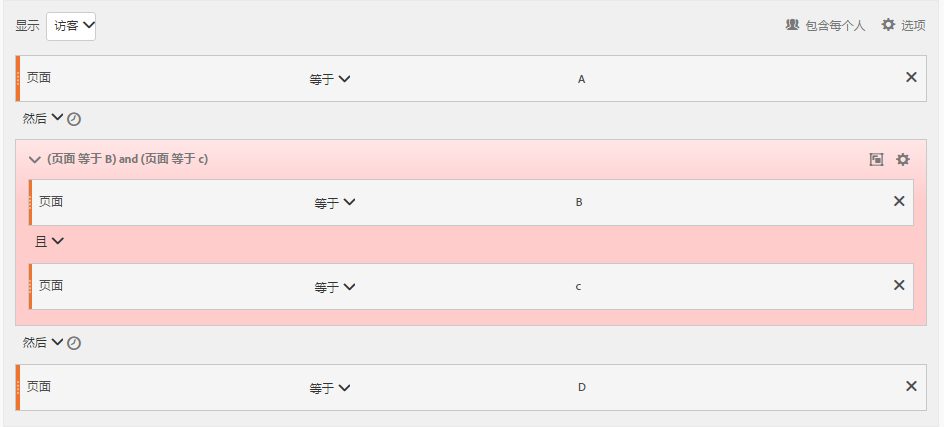 显示 访客 包含每个人 选项
页面 等于 A
然后
(页面 等于 B) and (页面 等于 c)
页面 等于 B
且
页面 等于 c
然后
页面 等于 D